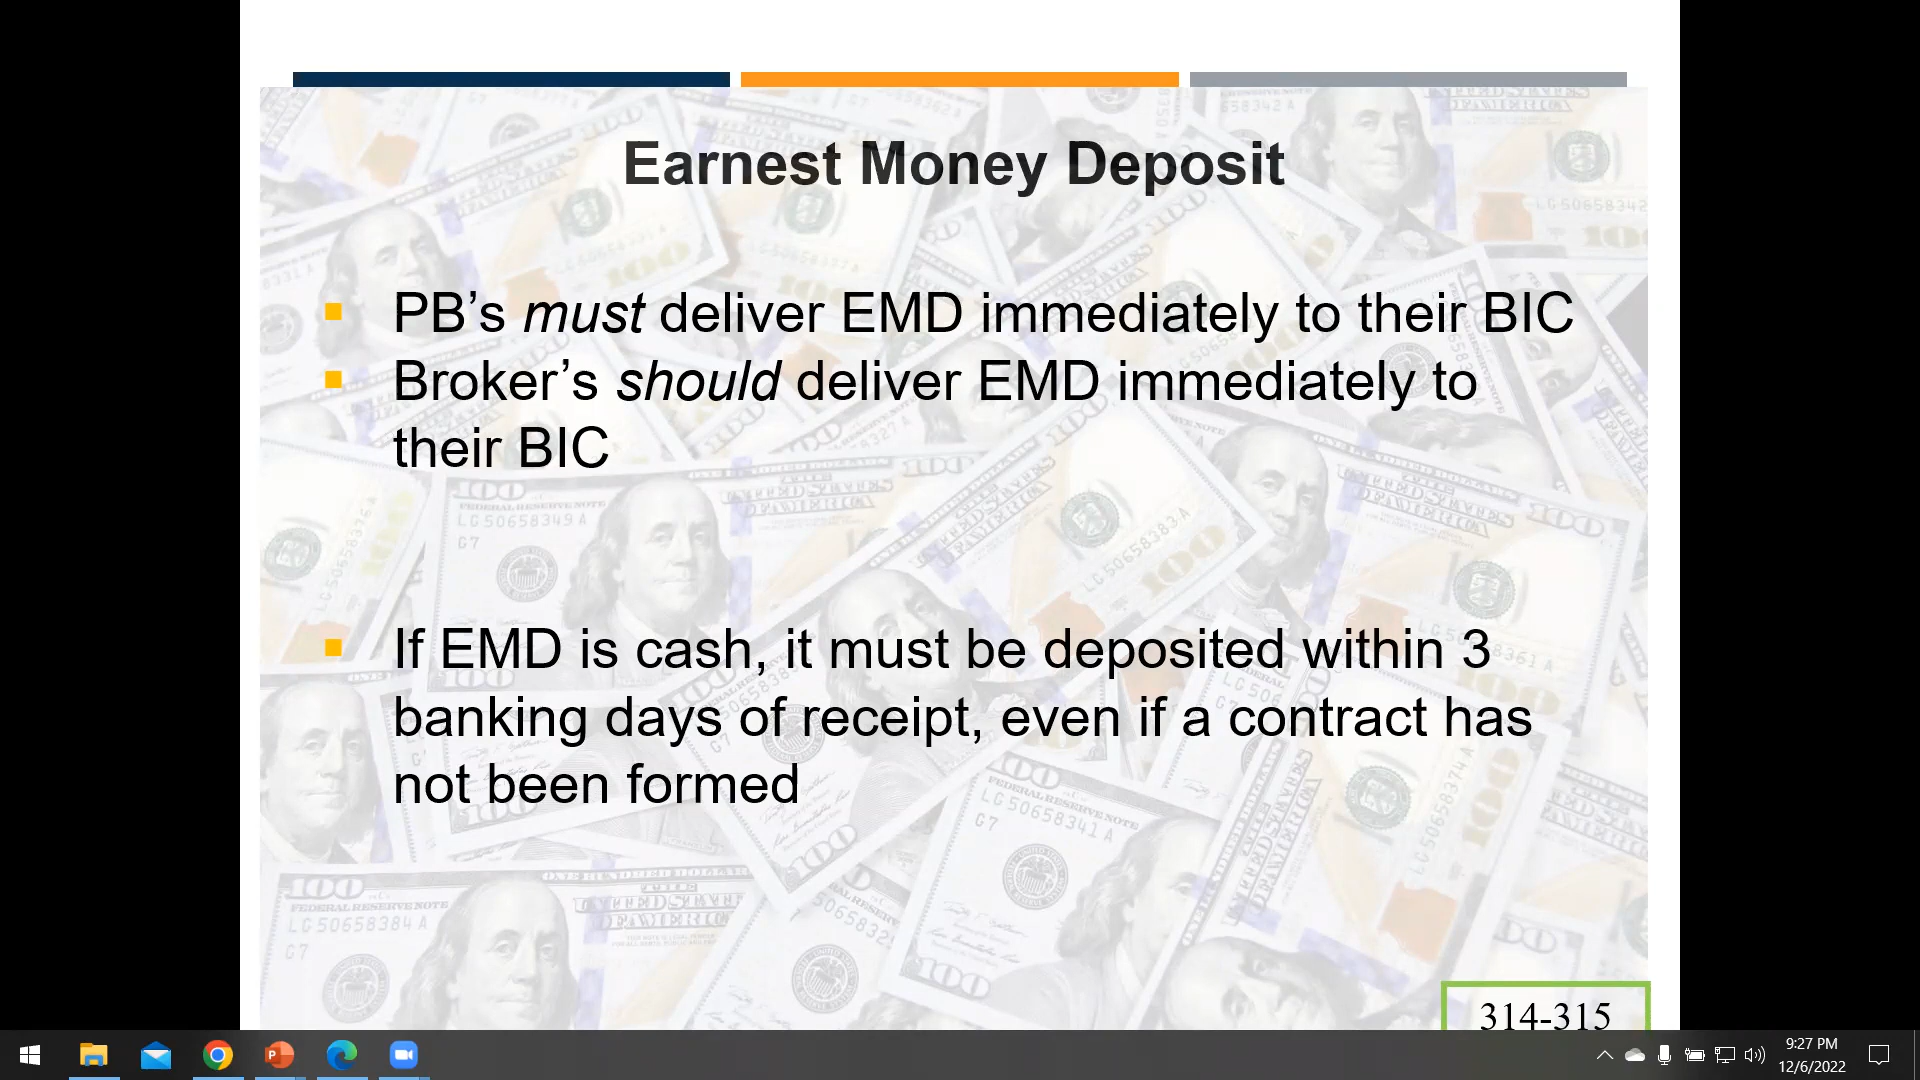 Earnest Money Deposit
PB’s must deliver EMD immediately to their BIC
Broker’s should deliver EMD immediately to
their BIC
If EMD is cash, it must be deposited within 3
banking days of receipt, even if a contract has
not been formed
314-315
9:27 PM
12/6/2022